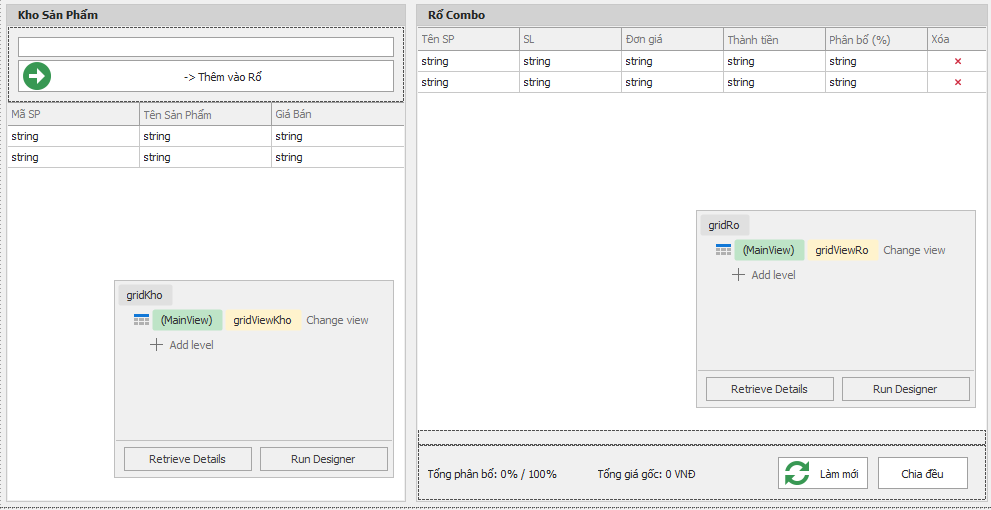 Kho Sản Phẩm
-> Thêm vào Rổ
Mã SP Tên Sản Phẩm Giá Bán
string string string
string string string
gridKho
(MainView) gridViewKho Change view
Add level
Retrieve Details Run Designer
Rổ Combo
Tên SP SL Đơn giá Thành tiền Phân bổ (%) Xóa
string string string string string ×
string string string string string ×
gridRo
(MainView) gridViewRo Change view
Add level
Retrieve Details Run Designer
Tổng phân bổ: 0% / 100% Tổng giá gốc: 0 VNĐ Làm mới Chia đều